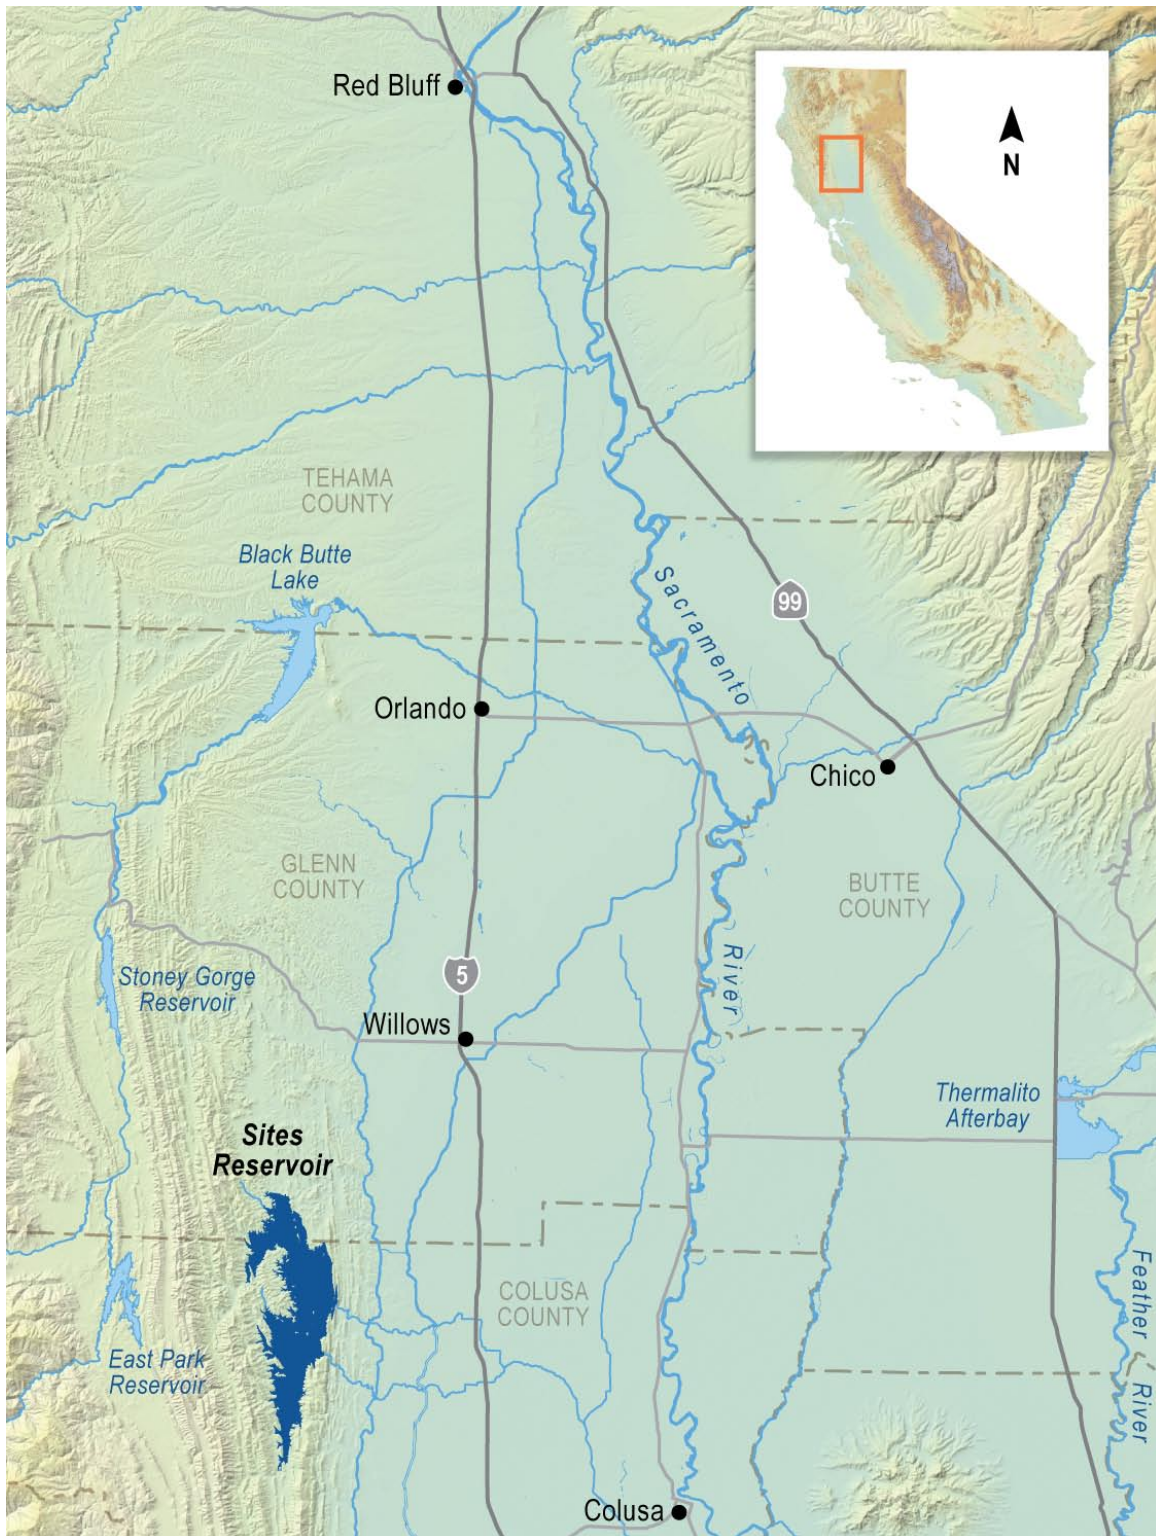 Red Bluff
N
TEHAMA
COUNTY
Black Butte
Lake
Sacramento
99
Orlando
Chico
GLENN
COUNTY
BUTTE
COUNTY
Stoney Gorge
Reservoir
5
River
Willows
Thermalito
Afterbay
Sites
Reservoir
Feather
River
COLUSA
COUNTY
East Park
Reservoir
Colusa